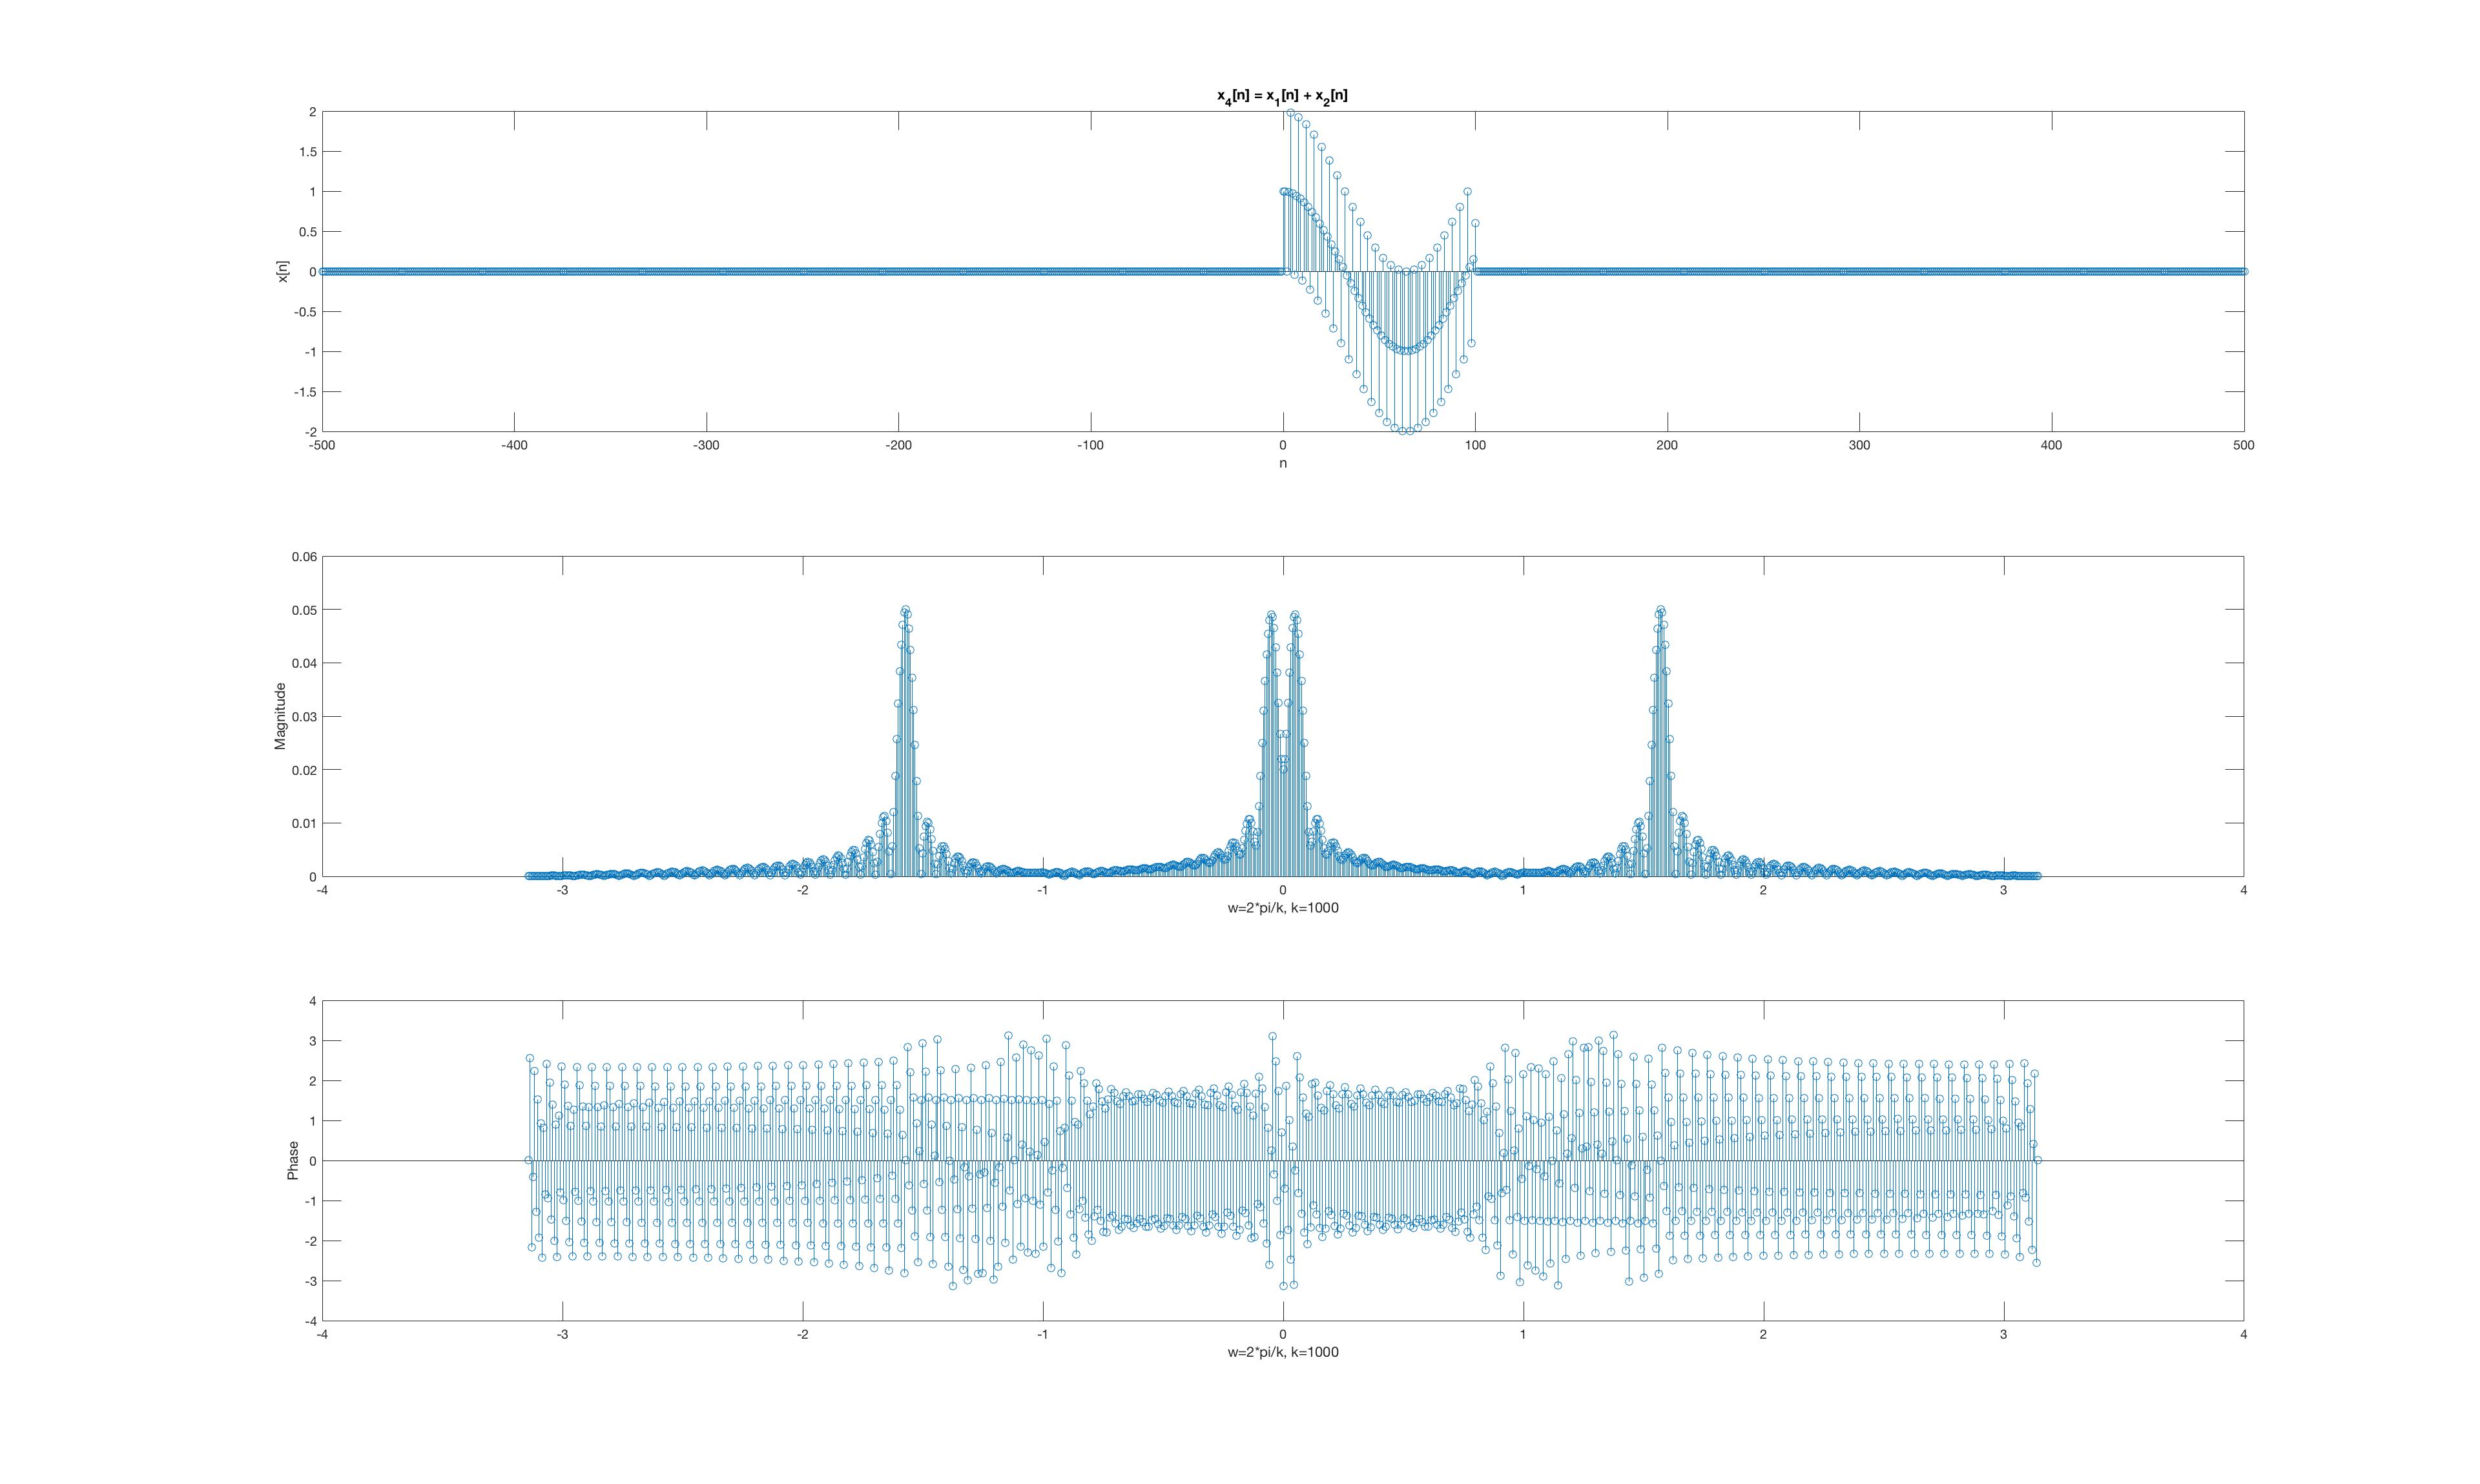 x4[n] = x1[n] + x2[n]
2
1.5
1
0.5
0
-0.5
-1
-1.5
-2
x[n]
-500 -400 -300 -200 -100 0 100 200 300 400 500
n
0.06
0.05
0.04
0.03
0.02
0.01
0
Magnitude
-4 -3 -2 -1 0 1 2 3 4
w=2*pi/k, k=1000
4
3
2
1
0
-1
-2
-3
-4
Phase
-4 -3 -2 -1 0 1 2 3 4
w=2*pi/k, k=1000